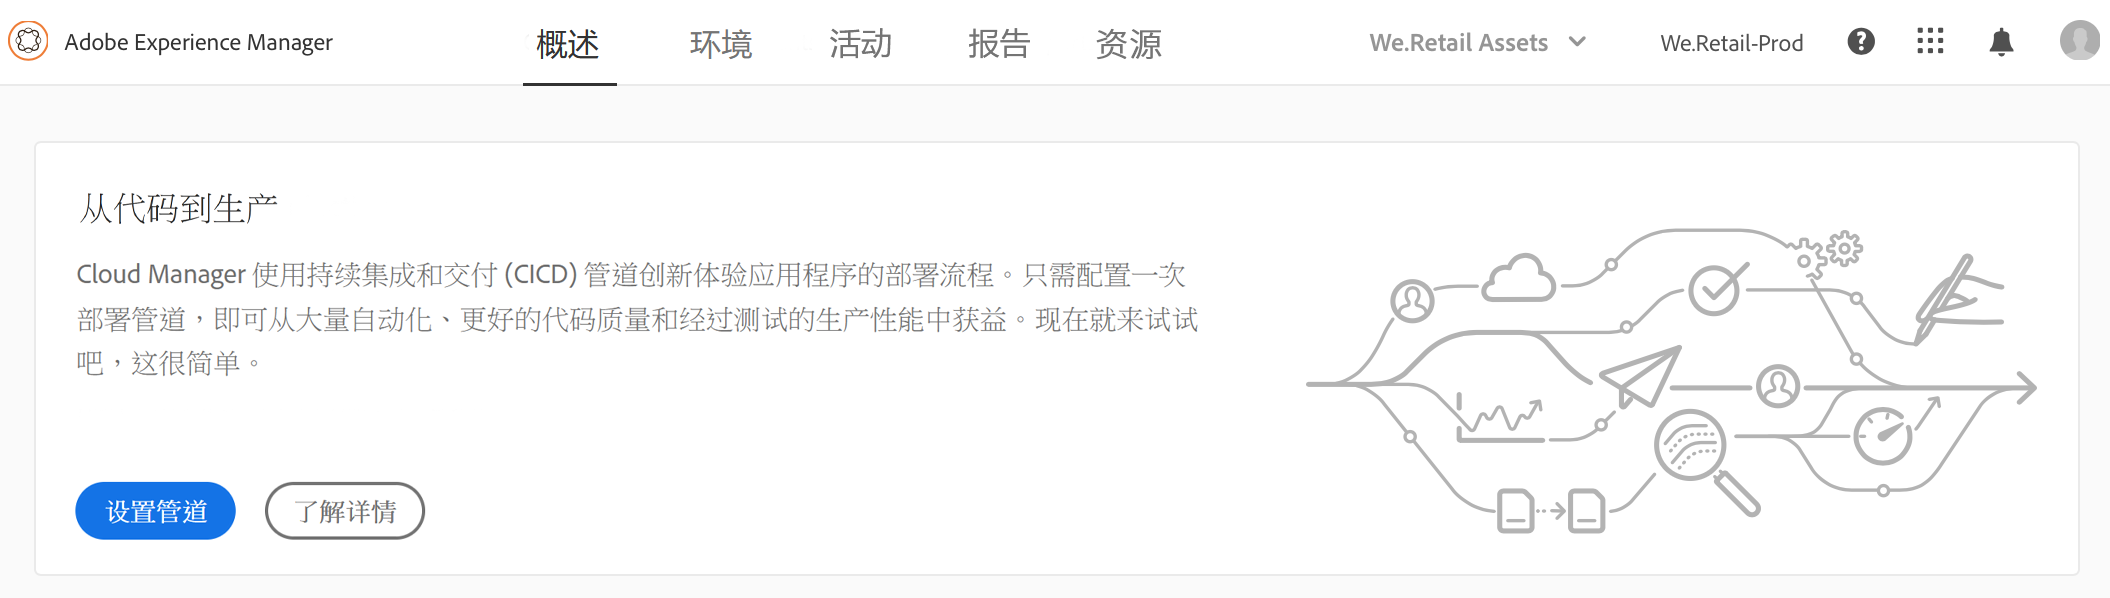 Adobe Experience Manager
概述
环境
活动
报告
资源
We.Retail Assets
We.Retail-Prod
从代码到生产
Cloud Manager 使用持续集成和交付 (CICD) 管道创新体验应用程序的部署流程。只需配置一次
部署管道，即可从大量自动化、更好的代码质量和经过测试的生产性能中获益。现在就来试试
吧，这很简单。
设置管道
了解详情